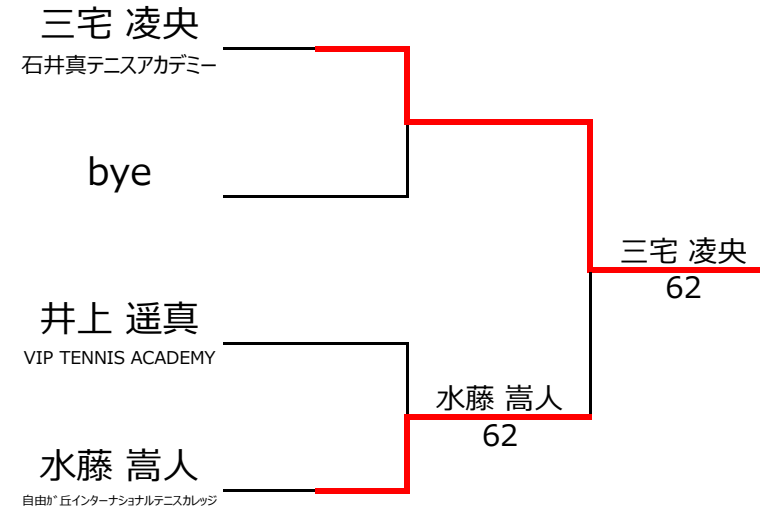 三宅 凌央
石井真テニスアカデミー
bye
三宅 凌央
62
井上 遥真
VIP TENNIS ACADEMY
水藤 嵩人
62
水藤 嵩人
自由ｶﾞ丘インターナショナルテニスカレッジ